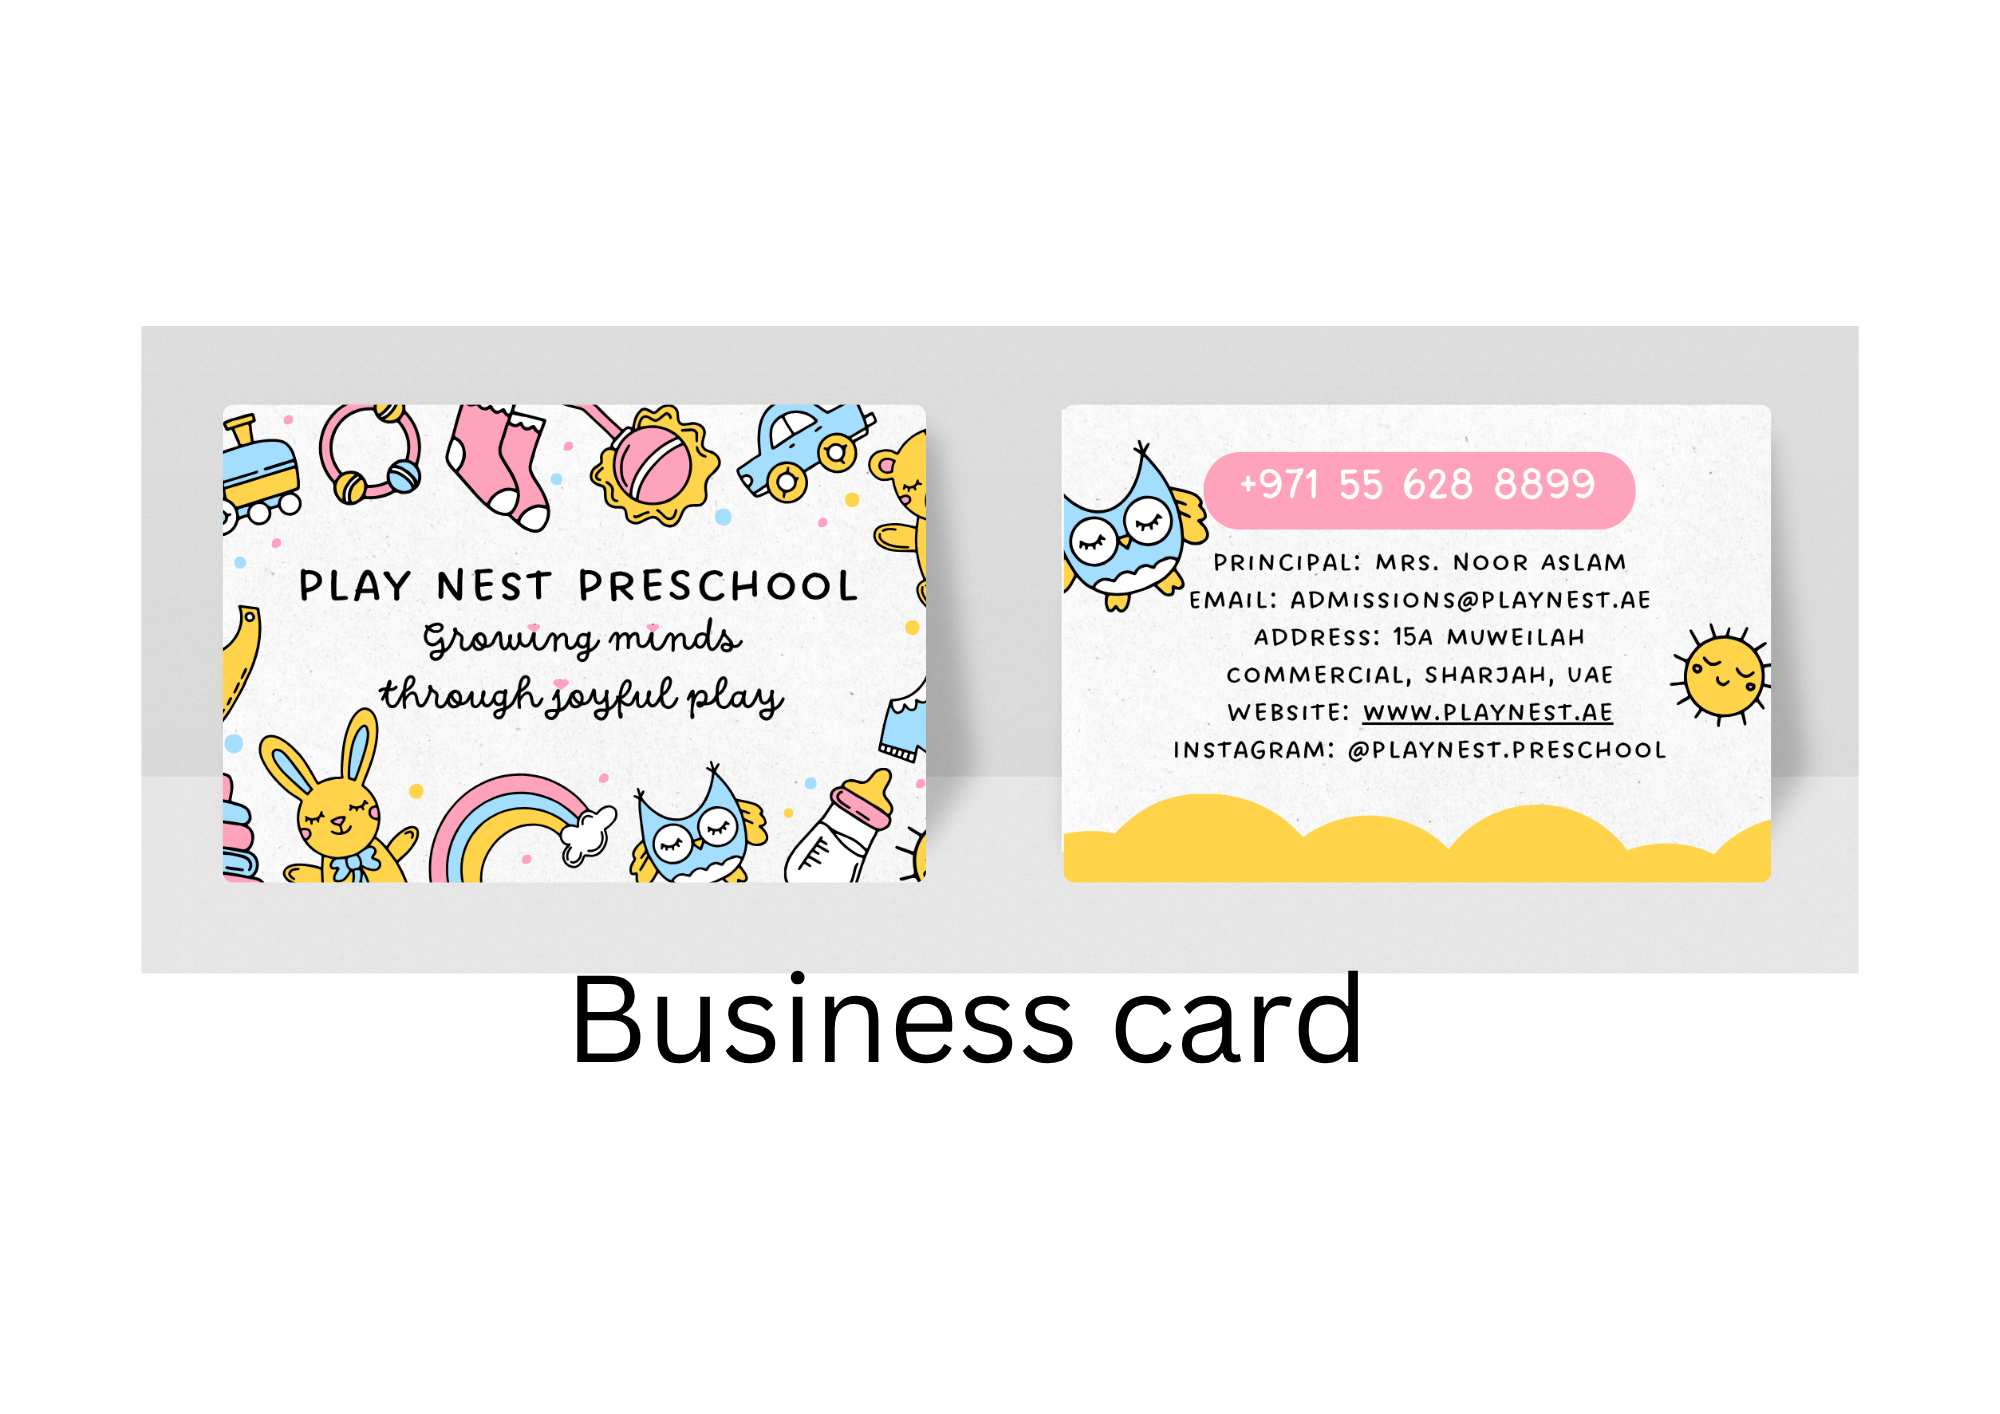 PLAY NEST PRESCHOOL
Growing minds
through joyful play
+971 55 628 8899
PRINCIPAL: MRS. NOOR ASLAM
EMAIL: ADMISSIONS@PLAYNEST.AE
ADDRESS: 15A MUWEILAH
COMMERCIAL, SHARJAH, UAE
WEBSITE: WWW.PLAYNEST.AE
INSTAGRAM: @PLAYNEST.PRESCHOOL
Business card